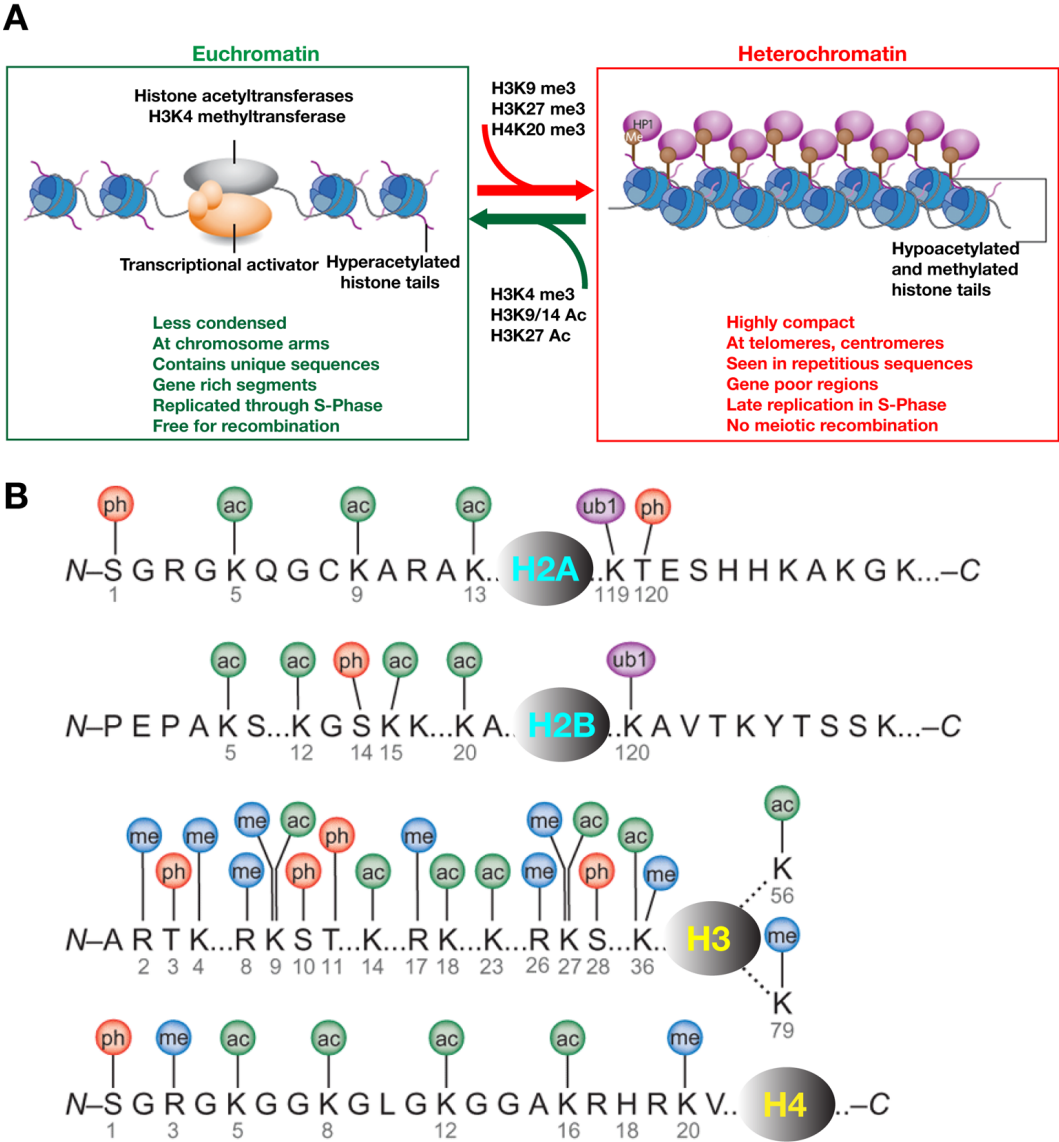 A
Euchromatin
Heterochromatin
Histone acetyltransferases
H3K4 methyltransferase
Transcriptional activator
Hyperacetylated
histone tails
Less condensed
At chromosome arms
Contains unique sequences
Gene rich segments
Replicated through S-Phase
Free for recombination
H3K9 me3
H3K27 me3
H4K20 me3
H3K4 me3
H3K9/14 Ac
H3K27 Ac
HP1
Me
Hypoacetylated
and methylated
histone tails
Highly compact
At telomeres, centromeres
Seen in repetitious sequences
Gene poor regions
Late replication in S-Phase
No meiotic recombination
B
ph ac ac ac ub1 ph
N–S G R G K Q G C K A R A K.. H2A ..K T E S H H K A K G K...–C
1 5 9 13 119 120
ac ac ph ac ac ub1
N–P E P A K S...K G S K K...K A.. H2B ..K A V T K Y T S S K...–C
5 12 14 15 20 120
me ac ph me ac ac
me me ac
ph me ph ac ac ac me ph me
N–A R T K...R K S T...K...R K...K...R K S...K.. H3
2 3 4 8 9 10 11 14 17 18 23 26 27 28 36
K
56
me
K
79
ph me ac ac ac ac me
N–S G R G K G G K G L G K G G A K R H R K V.. H4 ..–C
1 3 5 8 12 16 18 20